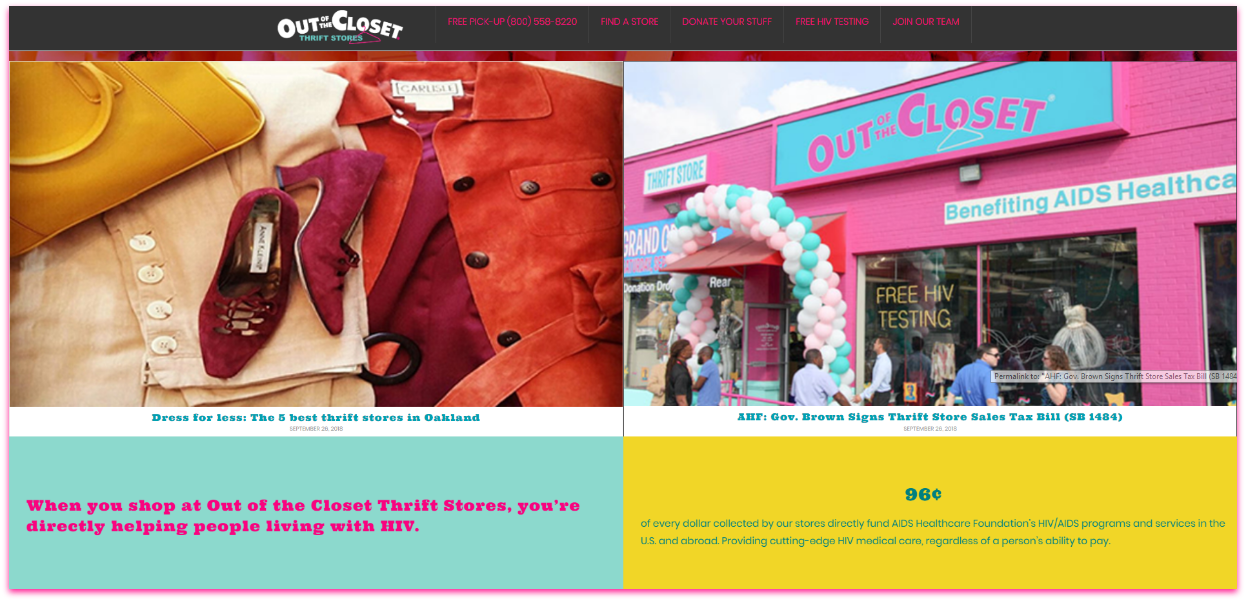 OUT OF THE CLOSET
THRIFT STORES
FREE PICK-UP (800) 558-8220
FIND A STORE
DONATE YOUR STUFF
FREE HIV TESTING
JOIN OUR TEAM
CARLISLE
ANNE KLEIN
OUT OF THE CLOSET
THRIFT STORE
Benefiting AIDS Healthca
GRAND
Donation Drop
Rear
FREE HIV
TESTING
Permalink to: "AHF: Gov. Brown Signs Thrift Store Sales Tax Bill (SB 1484
Dress for less: The 5 best thrift stores in Oakland
SEPTEMBER 26, 2018
AHF: Gov. Brown Signs Thrift Store Sales Tax Bill (SB 1484)
SEPTEMBER 26, 2018
When you shop at Out of the Closet Thrift Stores, you're
directly helping people living with HIV.
96¢
of every dollar collected by our stores directly fund AIDS Healthcare Foundation's HIV/AIDS programs and services in the
U.S. and abroad. Providing cutting-edge HIV medical care, regardless of a person's ability to pay.